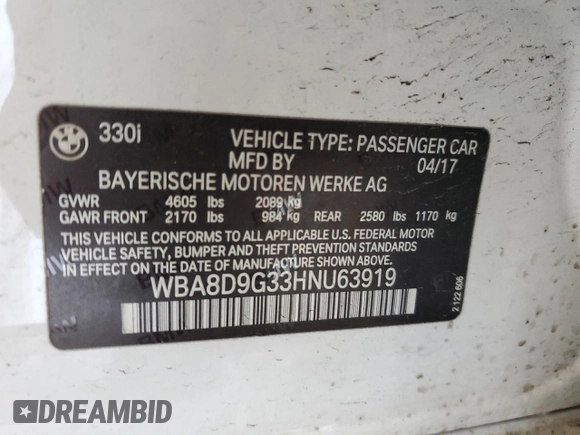 330i
VEHICLE TYPE: PASSENGER CAR
MFD BY 04/17
BAYERISCHE MOTOREN WERKE AG
GVWR 4605 lbs 2089 kg
GAWR FRONT 2170 lbs 984 kg REAR 2580 lbs 1170 kg
THIS VEHICLE CONFORMS TO ALL APPLICABLE U.S. FEDERAL MOTOR
VEHICLE SAFETY, BUMPER AND THEFT PREVENTION STANDARDS
IN EFFECT ON THE DATE OF MANUFACTURE SHOWN ABOVE.
WBA8D9G33HNU63919
2 122 606
DREAMBID